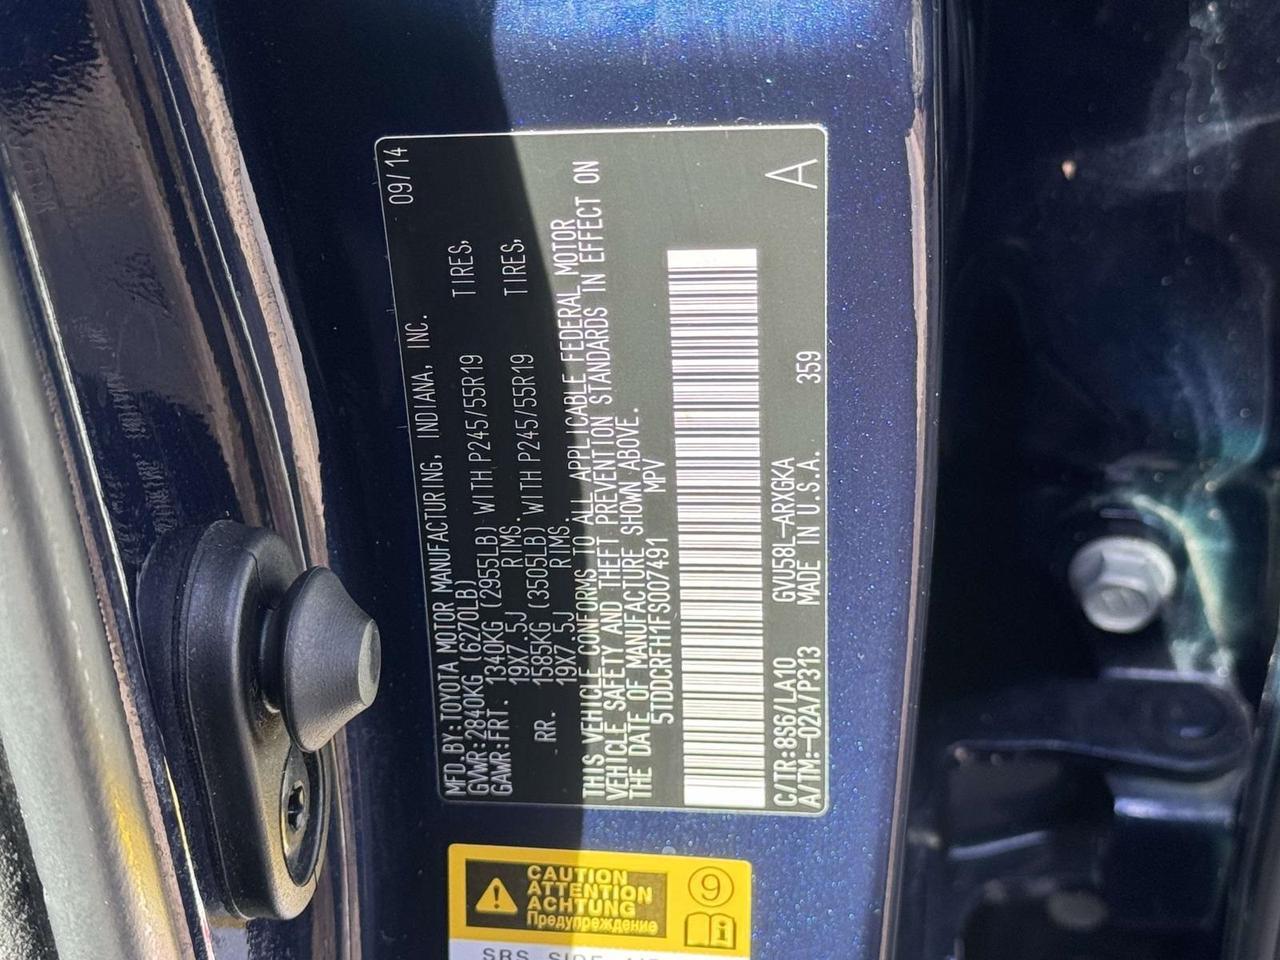 MFD.BY:TOYOTA MOTOR MANUFACTURING, INDIANA, INC. 09/14
GVWR:2840KG (6270LB)
GAWR:FRT. 1340KG (2955LB) WITH P245/55R19 TIRES,
19X7.5J RIMS.
RR. 1585KG (3505LB) WITH P245/55R19 TIRES,
19X7.5J RIMS.
THIS VEHICLE CONFORMS TO ALL APPLICABLE FEDERAL MOTOR
VEHICLE SAFETY AND THEFT PREVENTION STANDARDS IN EFFECT ON
THE DATE OF MANUFACTURE SHOWN ABOVE.
5TDDCRFH1FS007491 MPV
A
C/TR:8S6/LA10 GVU58L-ARXGKA
A/TM:-02A/P313 MADE IN U.S.A. 359
CAUTION
ATTENTION
ACHTUNG
Предупреждение
9
i
SRS SIDE